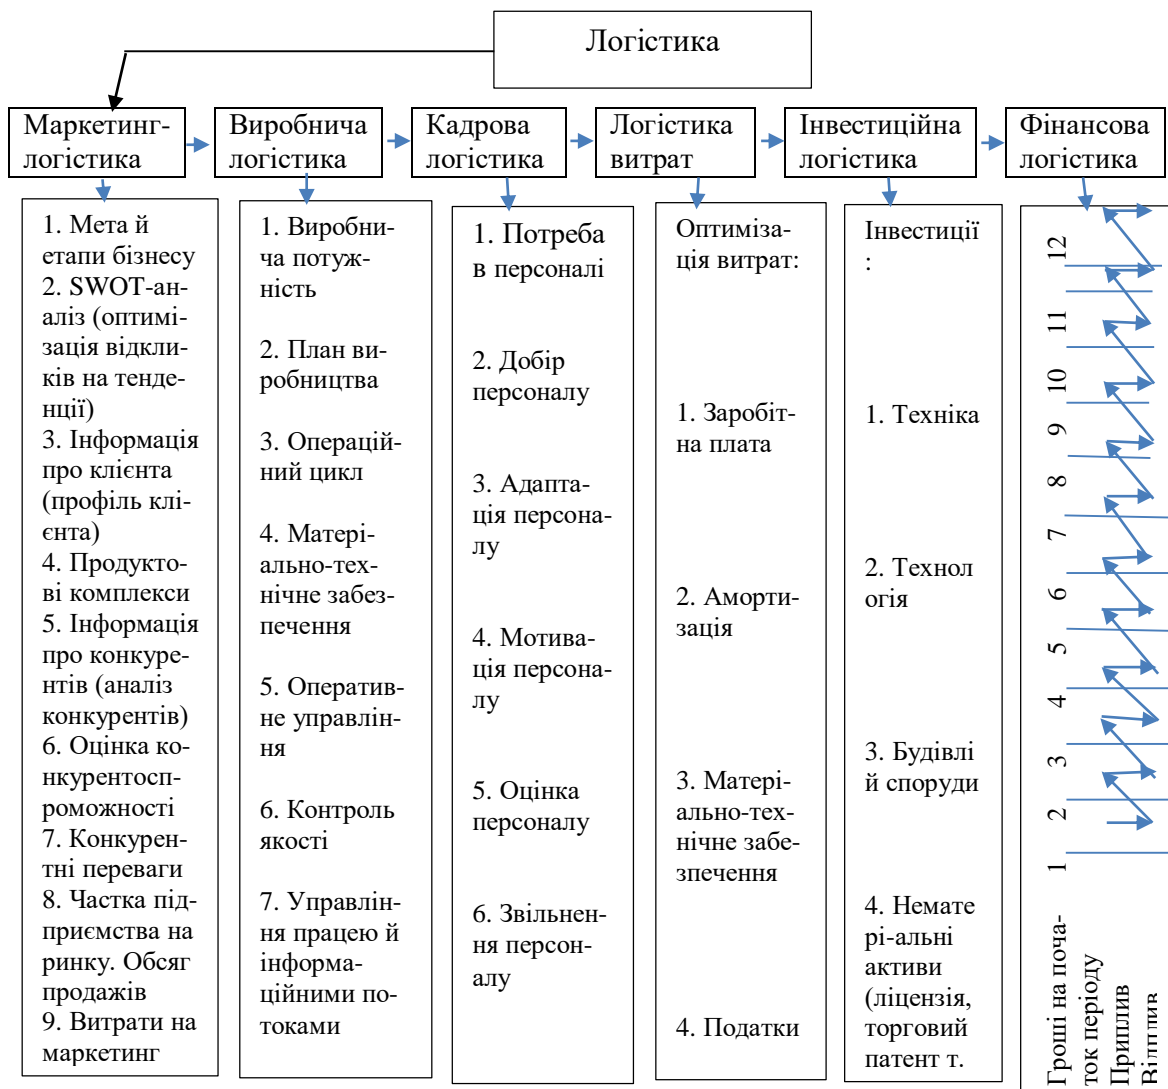 Логістика
Маркетинг-
логістика
Виробнича
логістика
Кадрова
логістика
Логістика
витрат
Інвестиційна
логістика
Фінансова
логістика
1. Мета й
етапи бізнесу
2. SWOT-ан-
аліз (оптимі-
зація відкли-
ків на тенде-
нції)
3. Інформація
про клієнта
(профіль клі-
єнта)
4. Продукто-
ві комплекси
5. Інформація
про конкуре-
нтів (аналіз
конкурентів)
6. Оцінка ко-
нкурентосп-
роможності
7. Конкурен-
тні переваги
8. Частка під-
приємства на
ринку. Обсяг
продажів
9. Витрати на
маркетинг
1. Виробни-
ча потуж-
ність
2. План ви-
робництва
3. Операцій-
ний цикл
4. Матері-
ально-тех-
нічне забез-
печення
5. Оператив-
не управлін-
ня
6. Контроль
якості
7. Управлін-
ня працею й
інформа-
ційними по-
токами
1. Потреба
в персоналі
2. Добір
персоналу
3. Адапта-
ція персона-
лу
4. Мотива-
ція персона-
лу
5. Оцінка
персоналу
6. Звільнен-
ня персон-
алу
Оптиміза-
ція витрат:
1. Заробіт-
на плата
2. Аморти-
зація
3. Матері-
ально-тех-
нічне забе-
зпечення
4. Податки
Інвестиції
:
1. Техніка
2. Технол
огія
3. Будівлі
й споруди
4. Немате
рі-альні
активи
(ліцензія,
торговий
патент т.
12
11
10
9
8
7
6
5
4
3
2
1
Гроші на поча-
ток періоду
Приплив
Відплив